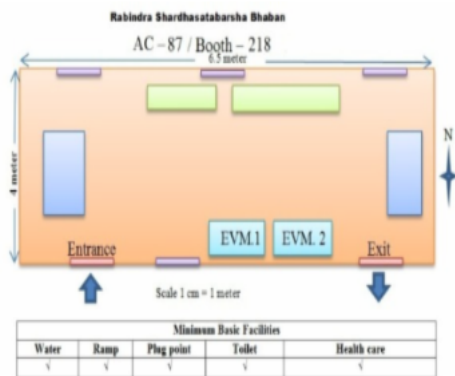 Rabindra Shardhasatabarsha Bhaban
AC – 87 / Booth – 218
6.5 meter
4 meter
N
EVM.1 EVM. 2
Entrance Exit
Scale 1 cm = 1 meter
Minimum Basic Facilities
Water Ramp Plug point Toilet Health care
√ √ √ √ √